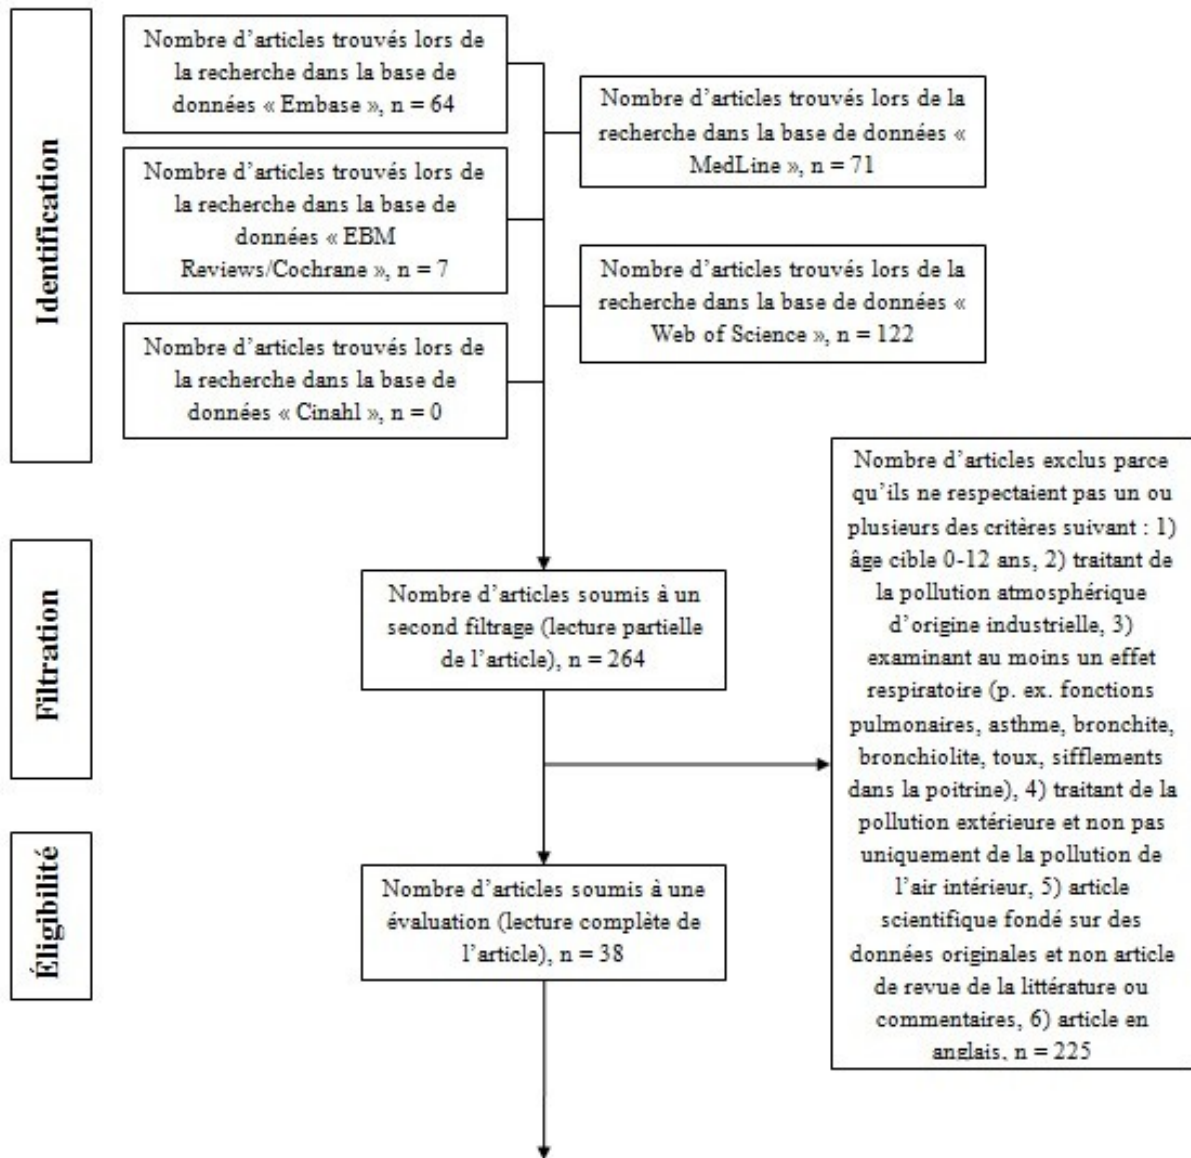 Identification
Nombre d'articles trouvés lors de
la recherche dans la base de
données « Embase », n = 64
Nombre d'articles trouvés lors de la
recherche dans la base de données «
MedLine », n = 71
Nombre d'articles trouvés lors de
la recherche dans la base de
données « EBM
Reviews/Cochrane », n = 7
Nombre d'articles trouvés lors de la
recherche dans la base de données «
Web of Science », n = 122
Nombre d'articles trouvés lors de
la recherche dans la base de
données « Cinahl », n = 0
Filtration
Nombre d'articles soumis à un
second filtrage (lecture partielle
de l'article), n = 264
Nombre d'articles exclus parce
qu'ils ne respectaient pas un ou
plusieurs des critères suivant : 1)
âge cible 0-12 ans, 2) traitant de
la pollution atmosphérique
d'origine industrielle, 3)
examinant au moins un effet
respiratoire (p. ex. fonctions
pulmonaires, asthme, bronchite,
bronchiolite, toux, sifflements
dans la poitrine), 4) traitant de la
pollution extérieure et non pas
uniquement de la pollution de
l'air intérieur, 5) article
scientifique fondé sur des
données originales et non article
de revue de la littérature ou
commentaires, 6) article en
anglais, n = 225
Éligibilité
Nombre d'articles soumis à une
évaluation (lecture complète de
l'article), n = 38